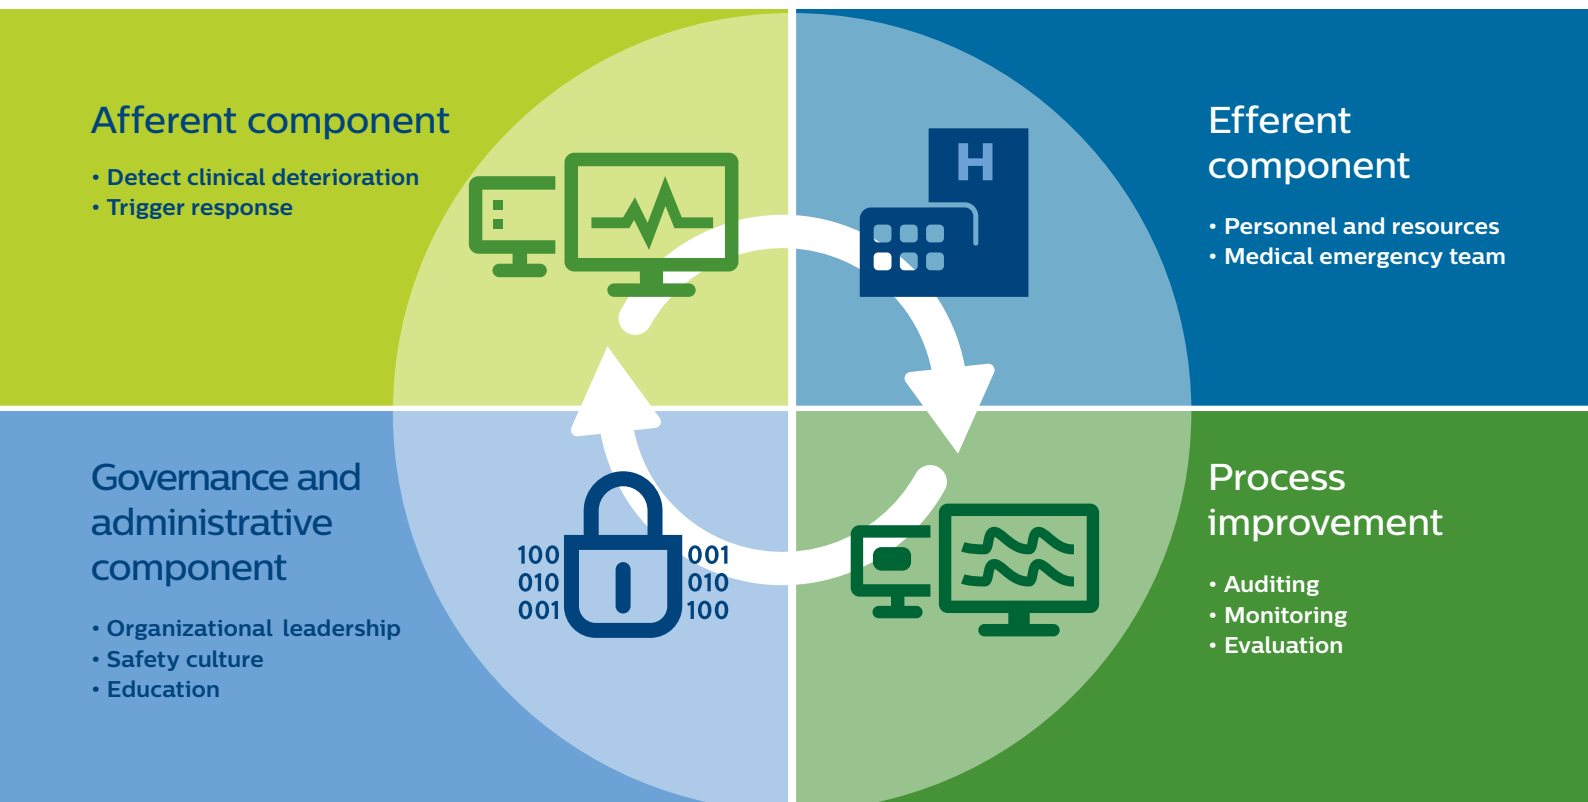 Afferent component
• Detect clinical deterioration
• Trigger response
H
Efferent
component
• Personnel and resources
• Medical emergency team
Governance and
administrative
component
• Organizational leadership
• Safety culture
• Education
100
010
001
001
010
100
Process
improvement
• Auditing
• Monitoring
• Evaluation